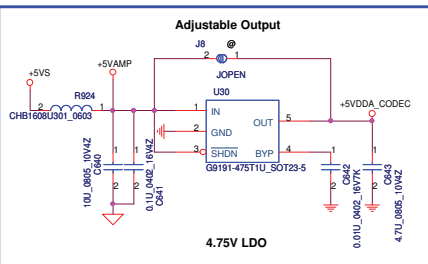 Adjustable Output
J8 @
2 1
JOPEN
+5VS
+5VAMP
R924
2 1
CHB1608U301_0603
U30
1 IN
2 GND
3 SHDN
OUT 5
BYP 4
G9191-475T1U_SOT23-5
+5VDDA_CODEC
1
2
C640
10U_0805_10V4Z
1
2
C641
0.1U_0402_16V4Z
1
2
C642
0.01U_0402_16V7K
1
2
C643
4.7U_0805_10V4Z
4.75V LDO